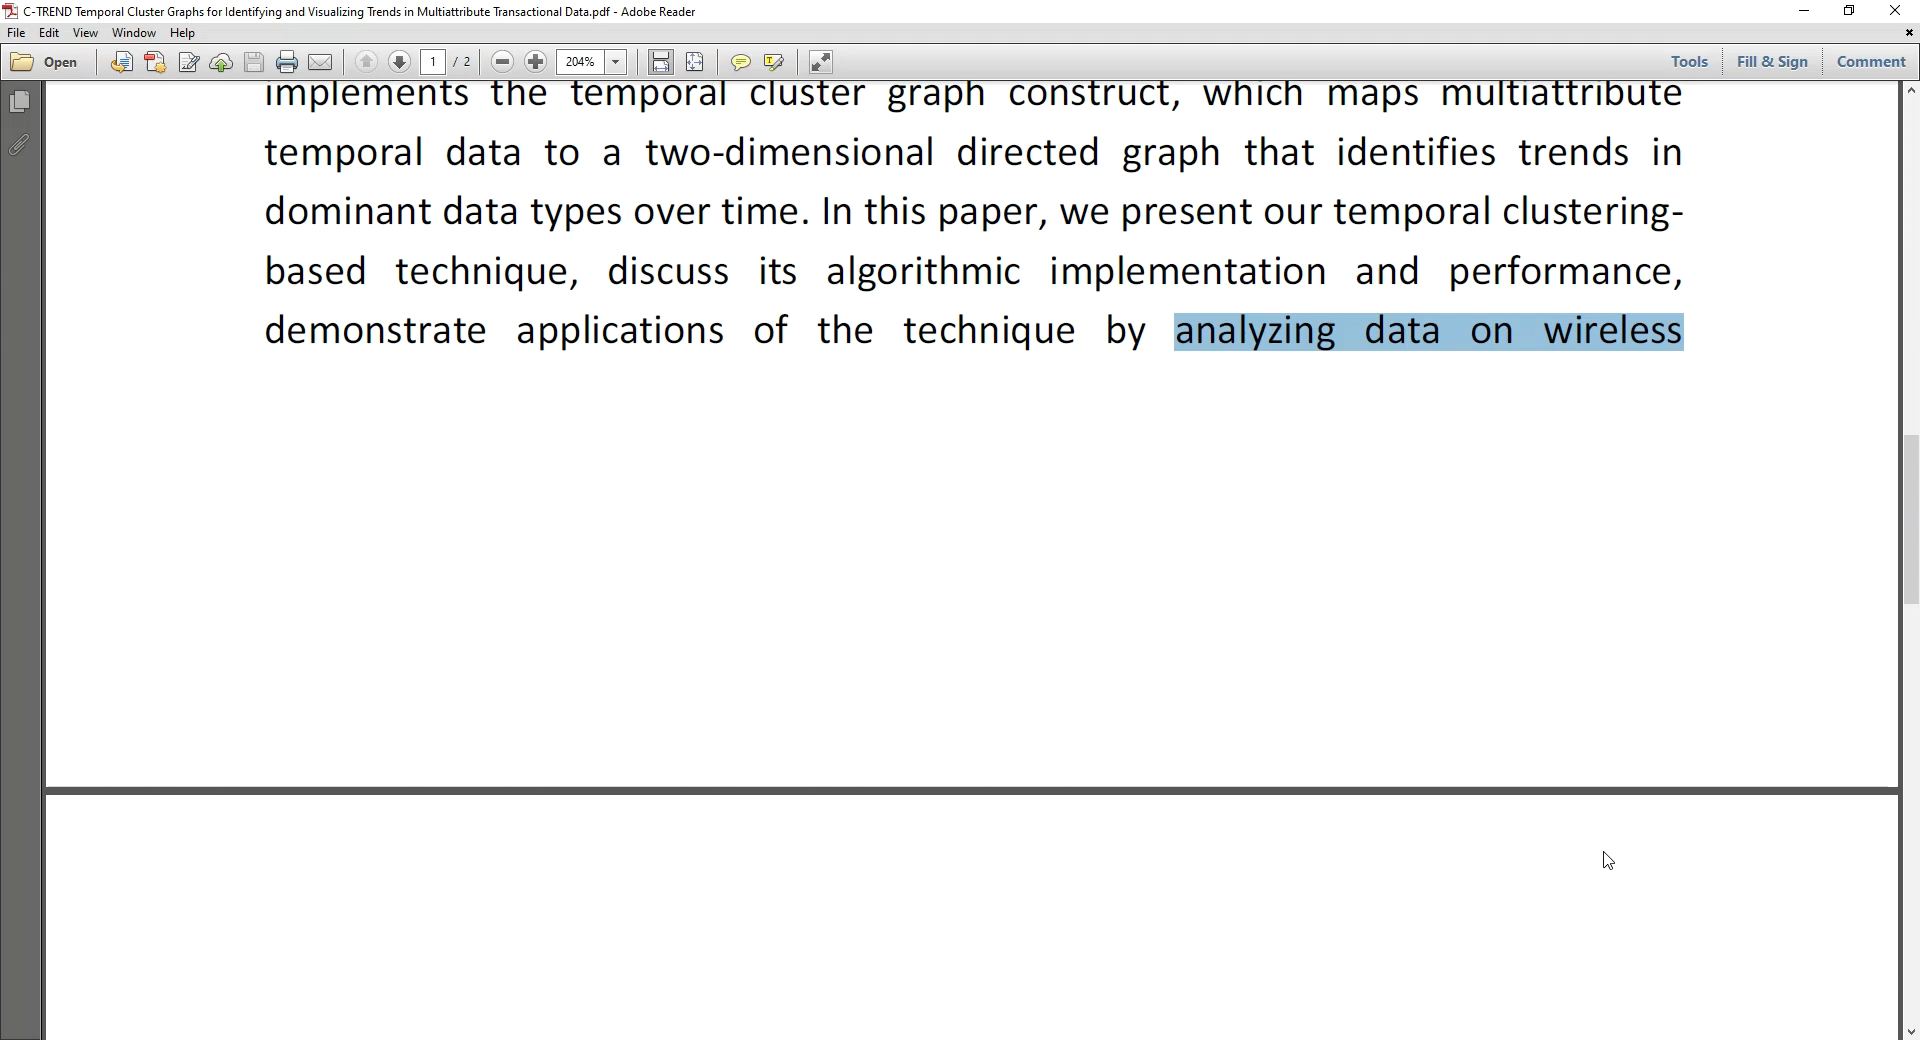 C-TREND Temporal Cluster Graphs for Identifying and Visualizing Trends in Multiattribute Transactional Data.pdf - Adobe Reader
File Edit View Window Help
Open 1 / 2 204% Tools Fill & Sign Comment
implements the temporal cluster graph construct, which maps multiattribute
temporal data to a two-dimensional directed graph that identifies trends in
dominant data types over time. In this paper, we present our temporal clustering-
based technique, discuss its algorithmic implementation and performance,
demonstrate applications of the technique by analyzing data on wireless